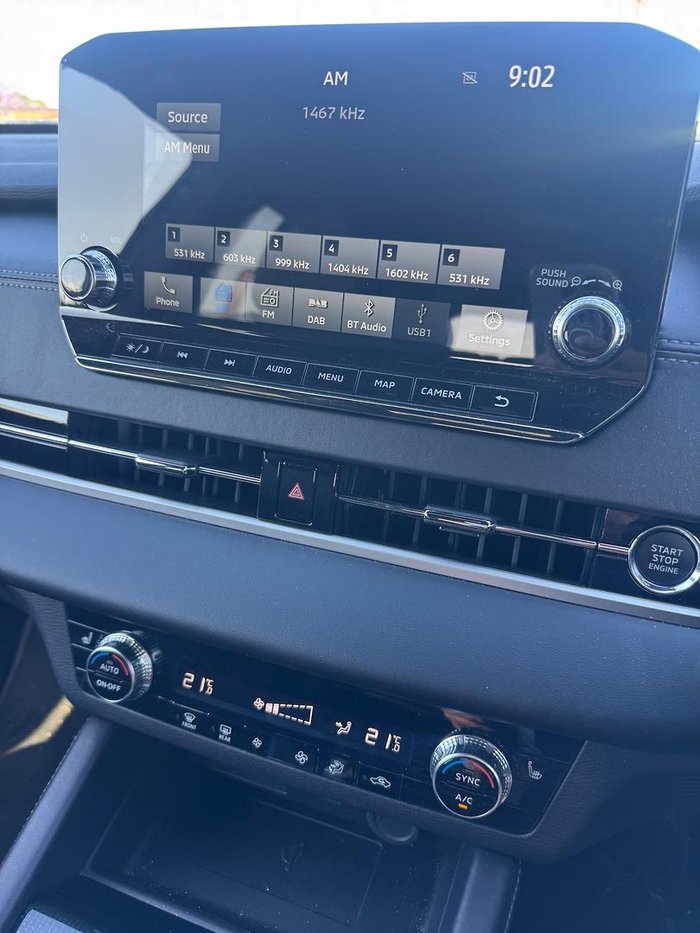 AM
9:02
1467 kHz
Source
AM Menu
1 2 3 4 5 6
531 kHz 603 kHz 999 kHz 1404 kHz 1602 kHz 531 kHz
VOL
PUSH
SOUND
Phone FM DAB BT Audio USB1 Settings
AUDIO MENU MAP CAMERA
START
STOP
ENGINE
AUTO
ON•OFF
21°C
21°C
FRONT REAR
SYNC
A/C